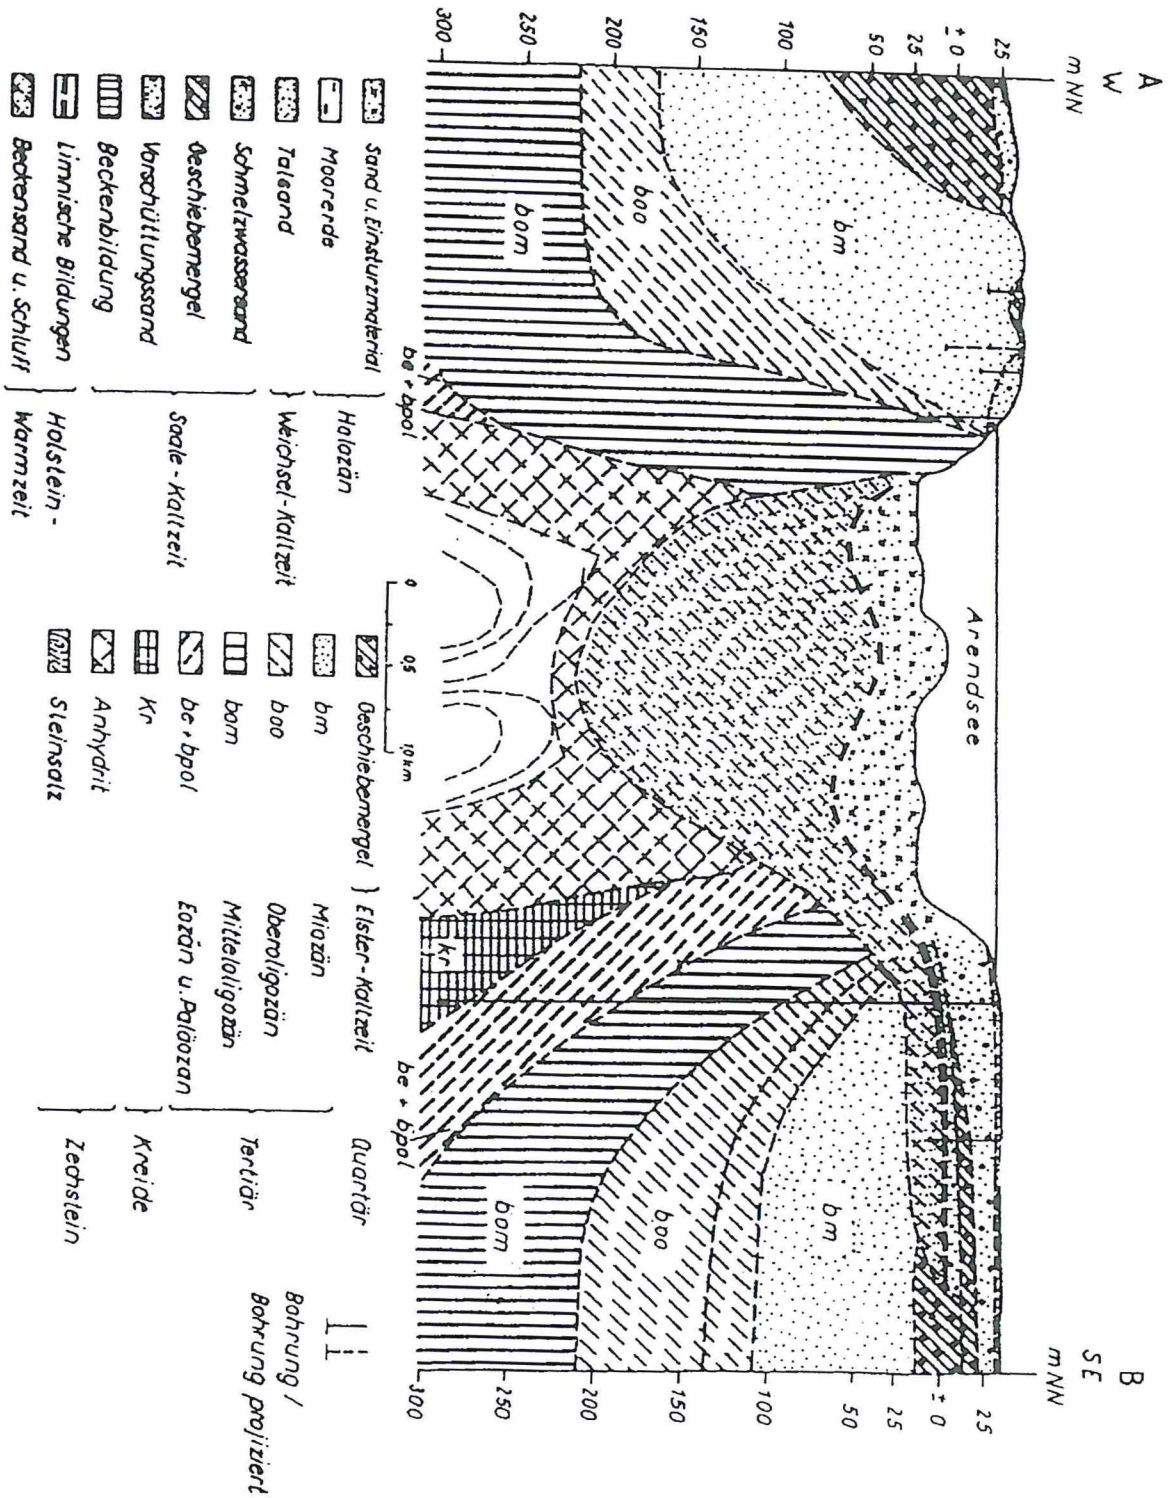 A
W
m NN
25
± 0
25
50
100
150
200
250
300
B
SE
m NN
25
± 0
25
50
100
150
200
250
300
Arendsee
bm
boo
bom
be + bpol
kr
be + bpol
bm
boo
bom
0
0,5
1,0 km
Sand u. Einsturzmaterial
Moorerde
} Holozän
Talsand
} Weichsel-Kaltzeit
Schmelzwassersand
Geschiebemergel
Vorschüttungssand
Beckenbildung
} Saale-Kaltzeit
Limnische Bildungen
Beckensand u. Schluff
} Holstein-
Warmzeit
Geschiebemergel } Elster-Kaltzeit
Quartär
bm Miozän
boo Oberoligozän
bom Mitteloligozän
be + bpol Eozän u. Paläozän
} Tertiär
Kr
} Kreide
Anhydrit
Steinsalz
} Zechstein
Bohrung /
Bohrung projiziert